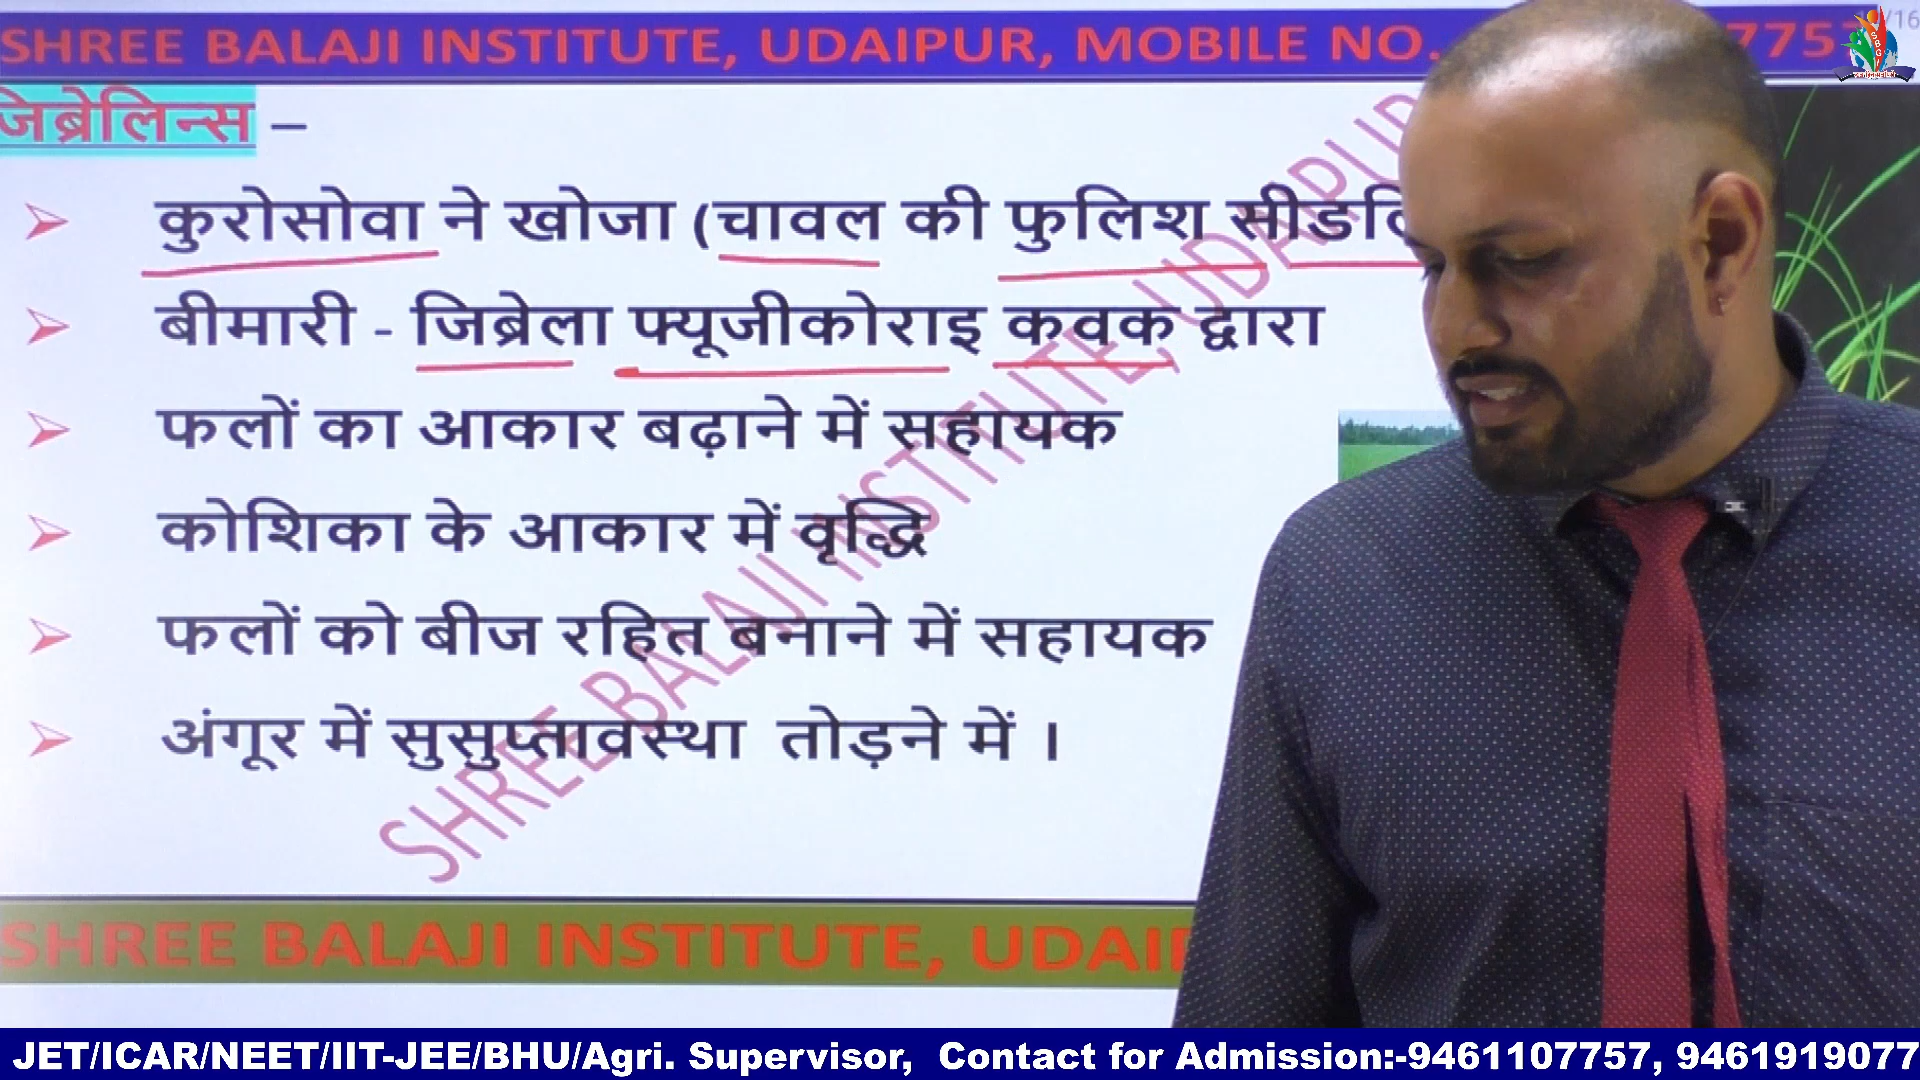 SHREE BALAJI INSTITUTE, UDAIPUR, MOBILE NO.
/16
जिब्रेलिन्स –
कुरोसोवा ने खोजा (चावल की फुलिश
बीमारी - जिब्रेला फ्यूजीकोराइ कवक द्वारा
फलों का आकार बढ़ाने में सहायक
कोशिका के आकार में वृद्धि
फलों को बीज रहित बनाने में सहायक
अंगूर में सुसुप्तावस्था तोड़ने में ।
SHREE BALAJI INSTITUTE, UDAIPUR
SHREE BALAJI INSTITUTE,
JET/ICAR/NEET/IIT-JEE/BHU/Agri. Supervisor, Contact for Admission:-9461107757, 9461919077